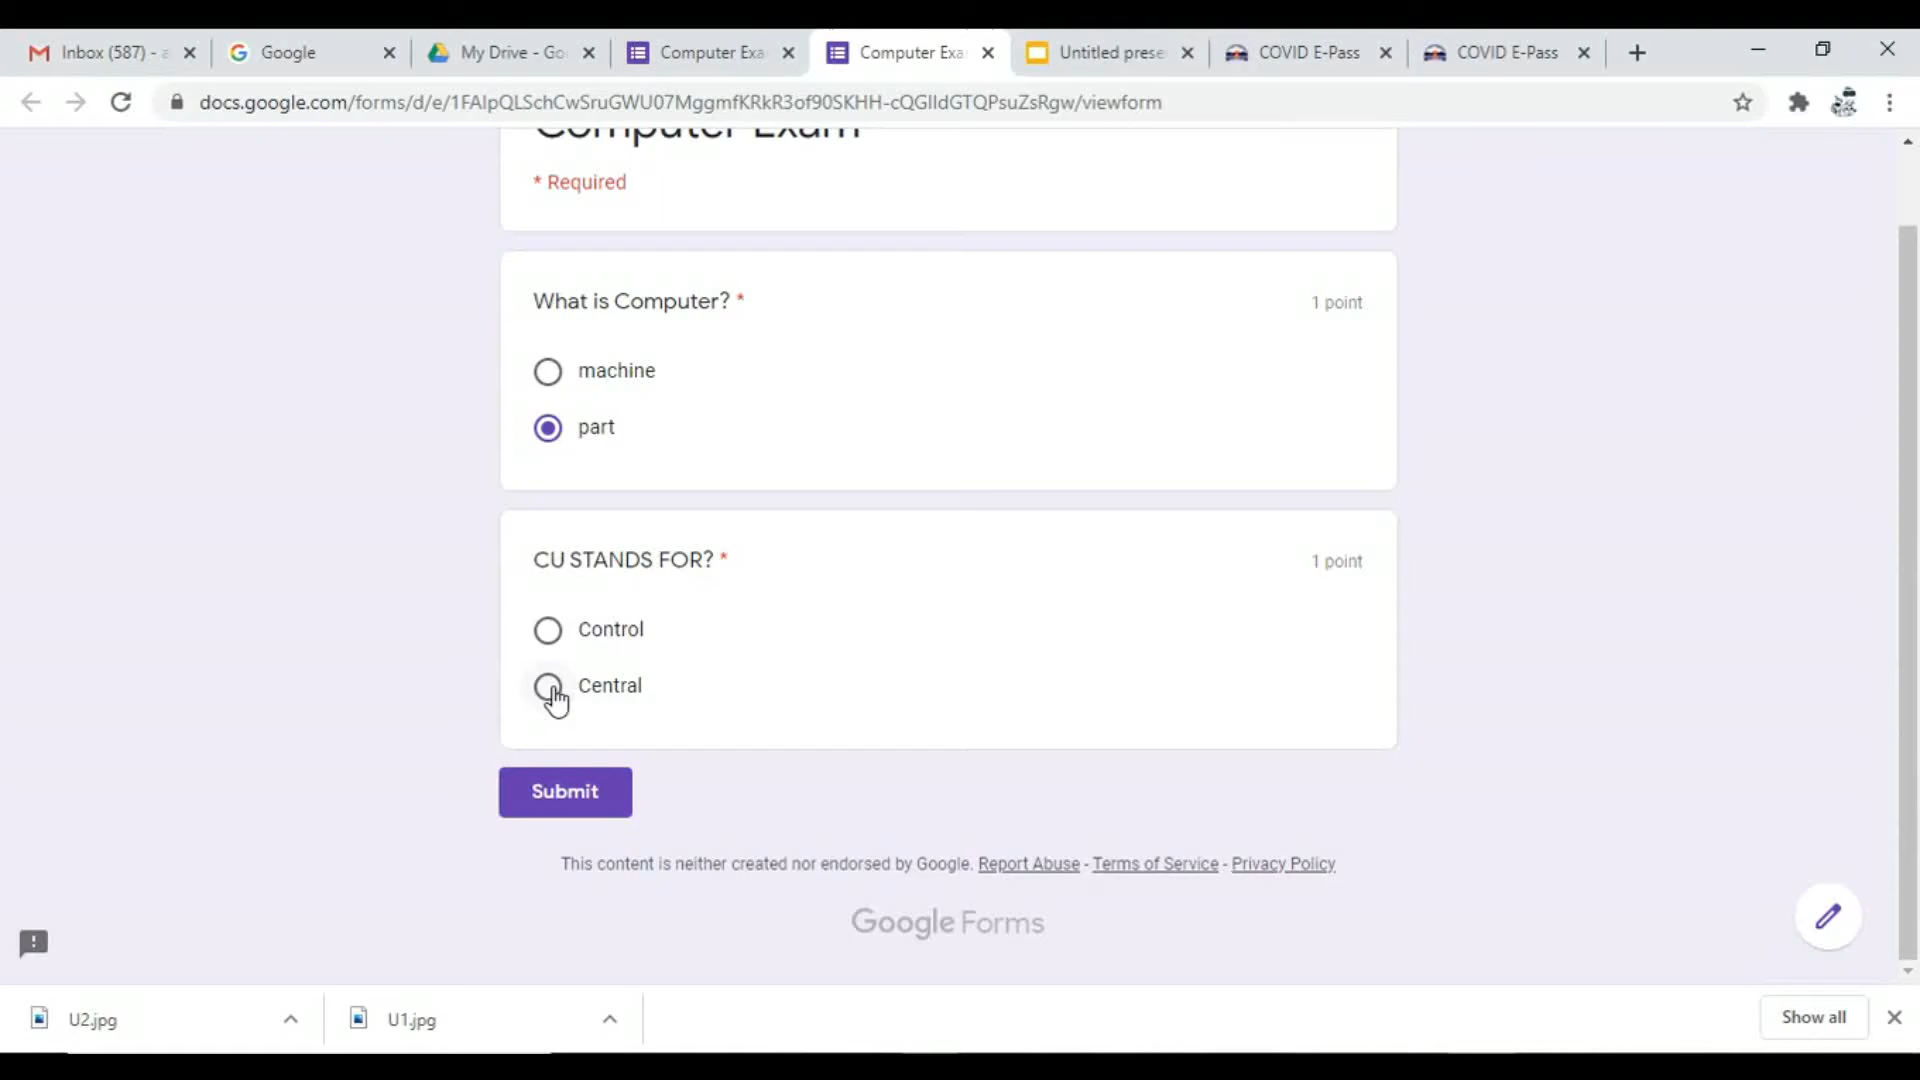 Inbox (587) - a
Google
My Drive - Go
Computer Exa
Computer Exa
Untitled prese
COVID E-Pass
COVID E-Pass
docs.google.com/forms/d/e/1FAIpQLSchCwSruGWU07MggmfKRkR3of90SKHH-cQGlIdGTQPsuZsRgw/viewform
Computer Exam
* Required
What is Computer? *
1 point
machine
part
CU STANDS FOR? *
1 point
Control
Central
Submit
This content is neither created nor endorsed by Google. Report Abuse - Terms of Service - Privacy Policy
Google Forms
U2.jpg
U1.jpg
Show all